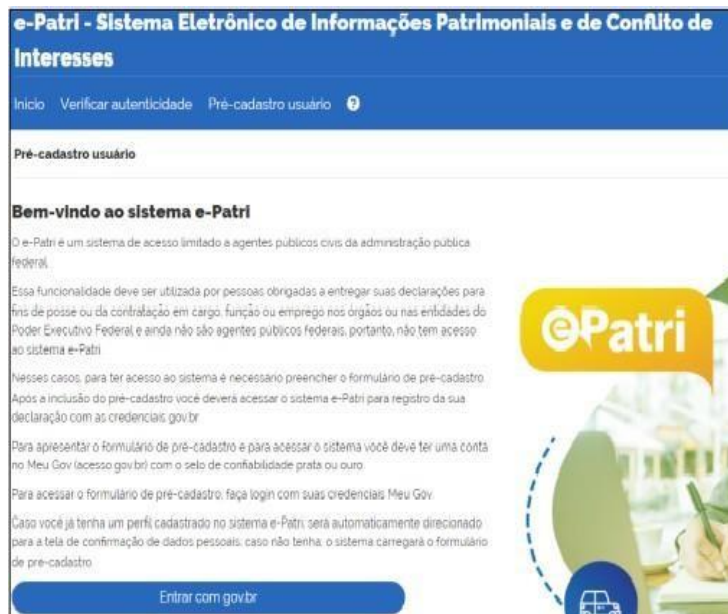 e-Patri - Sistema Eletrônico de Informações Patrimoniais e de Conflito de
Interesses
Início Verificar autenticidade Pré-cadastro usuário ?
Pré-cadastro usuário
Bem-vindo ao sistema e-Patri
O e-Patri é um sistema de acesso limitado a agentes públicos civis da administração pública
federal
Essa funcionalidade deve ser utilizada por pessoas obrigadas a entregar suas declarações para
fins de posse ou da contratação em cargo, função ou emprego nos órgãos ou nas entidades do
Poder Executivo Federal e ainda não são agentes públicos federais, portanto, não tem acesso
ao sistema e-Patri
Nesses casos, para ter acesso ao sistema é necessário preencher o formulário de pré-cadastro
Após a inclusão do pré-cadastro você deverá acessar o sistema e-Patri para registro da sua
declaração com as credenciais gov.br
Para apresentar o formulário de pré-cadastro e para acessar o sistema você deve ter uma conta
no Meu Gov (acesso gov.br) com o selo de confiabilidade prata ou ouro
Para acessar o formulário de pré-cadastro, faça login com suas credenciais Meu Gov
Caso você já tenha um perfil cadastrado no sistema e-Patri, será automaticamente direcionado
para a tela de confirmação de dados pessoais, caso não tenha, o sistema carregará o formulário
de pre-cadastro
Entrar com gov.br
ePatri